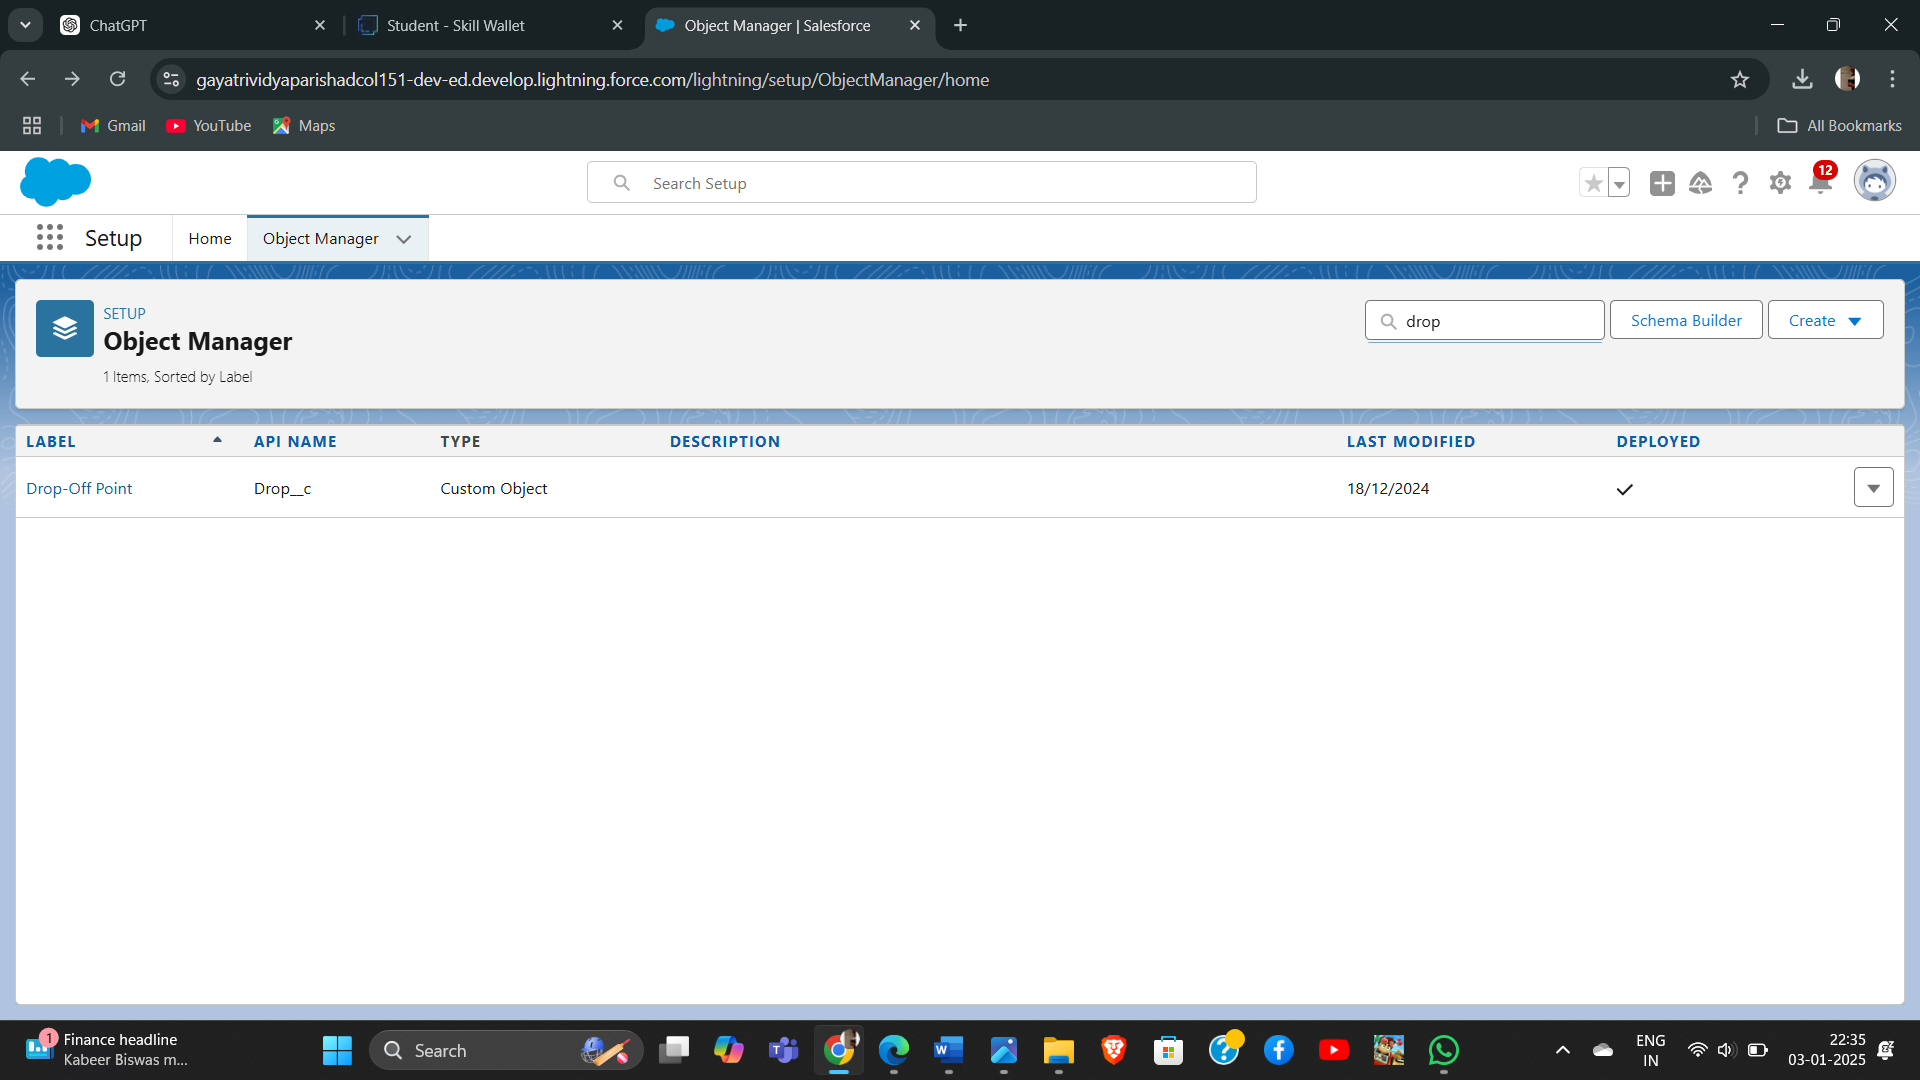 ChatGPT
Student - Skill Wallet
Object Manager | Salesforce
gayatrividyaparishadcol151-dev-ed.develop.lightning.force.com/lightning/setup/ObjectManager/home
Gmail
YouTube
Maps
All Bookmarks
Search Setup
12
Setup
Home
Object Manager
SETUP
Object Manager
1 Items, Sorted by Label
drop
Schema Builder
Create
LABEL
API NAME
TYPE
DESCRIPTION
LAST MODIFIED
DEPLOYED
Drop-Off Point
Drop__c
Custom Object
18/12/2024
1
Finance headline
Kabeer Biswas m...
Search
ENG
IN
22:35
03-01-2025